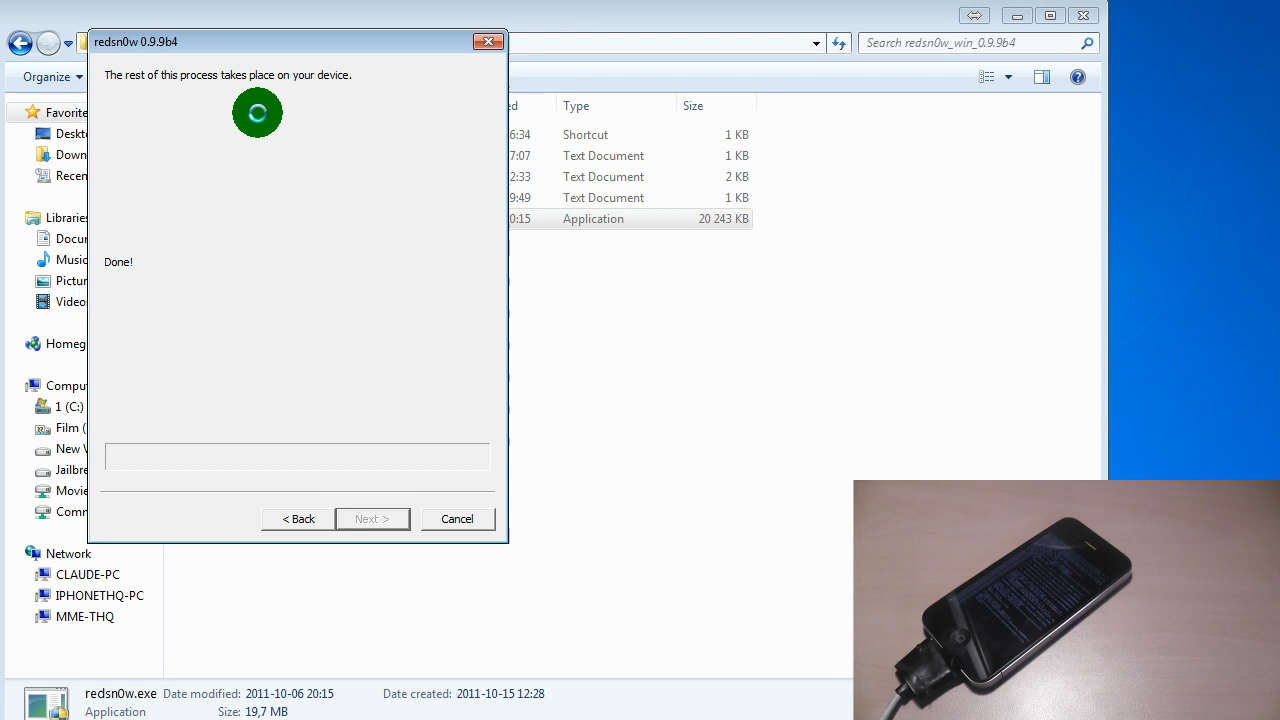 redsn0w 0.9.9b4
The rest of this process takes place on your device.
Done!
< Back
Next >
Cancel
Search redsn0w_win_0.9.9b4
Organize
ed
Type
Size
6:34
Shortcut
1 KB
7:07
Text Document
1 KB
2:33
Text Document
2 KB
9:49
Text Document
1 KB
0:15
Application
20 243 KB
Favorite
Deskt
Down
Recen
Libraries
Docur
Music
Pictur
Video
Homeg
Compu
1 (C:)
Film (
New V
Jailbre
Movie
Comm
Network
CLAUDE-PC
IPHONETHQ-PC
MME-THQ
redsn0w.exe
Date modified: 2011-10-06 20:15
Date created: 2011-10-15 12:28
Application
Size: 19,7 MB